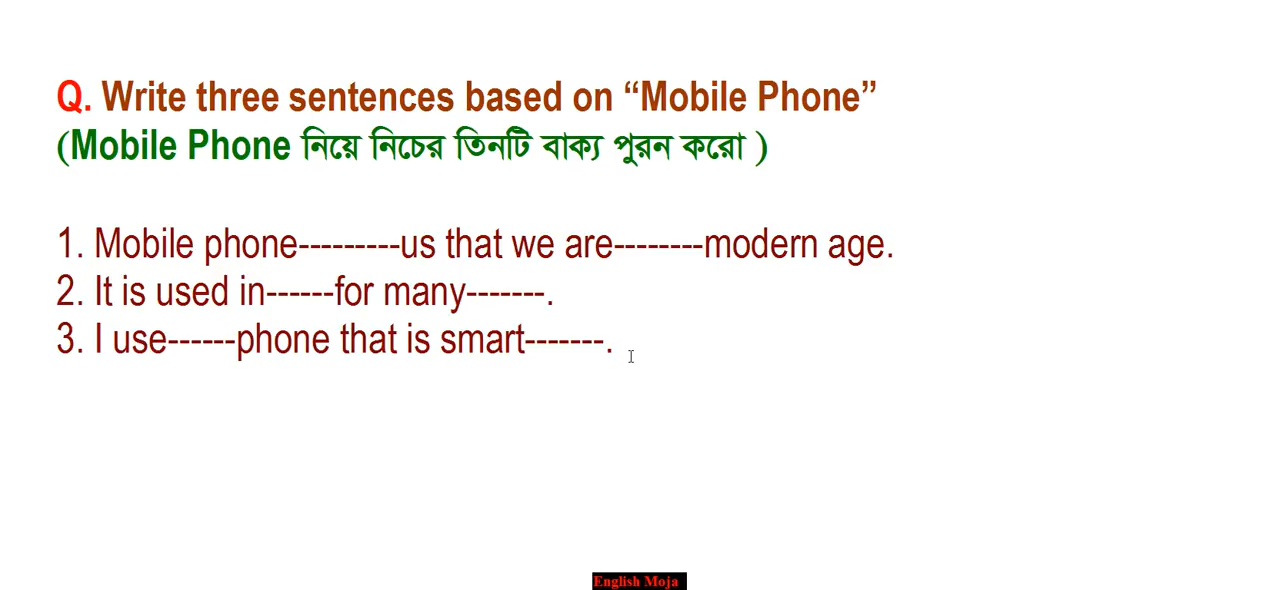 Q. Write three sentences based on “Mobile Phone”
(Mobile Phone নিয়ে নিচের তিনটি বাক্য পুরন করো )
1. Mobile phone---------us that we are--------modern age.
2. It is used in------for many-------.
3. I use------phone that is smart-------.
English Moja